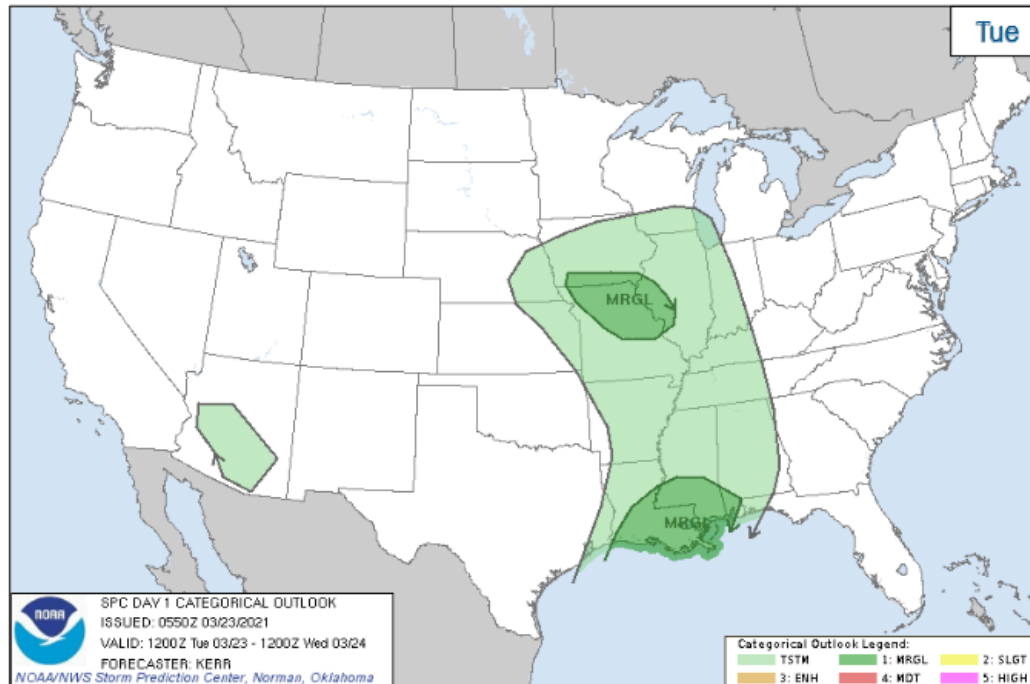 Tue
MRGL
MRGL
SPC DAY 1 CATEGORICAL OUTLOOK
ISSUED: 0550Z 03/23/2021
VALID: 1200Z Tue 03/23 - 1200Z Wed 03/24
FORECASTER: KERR
NOAA/NWS Storm Prediction Center, Norman, Oklahoma
NOAA
Categorical Outlook Legend:
TSTM 1: MRGL 2: SLGT
3: ENH 4: MDT 5: HIGH